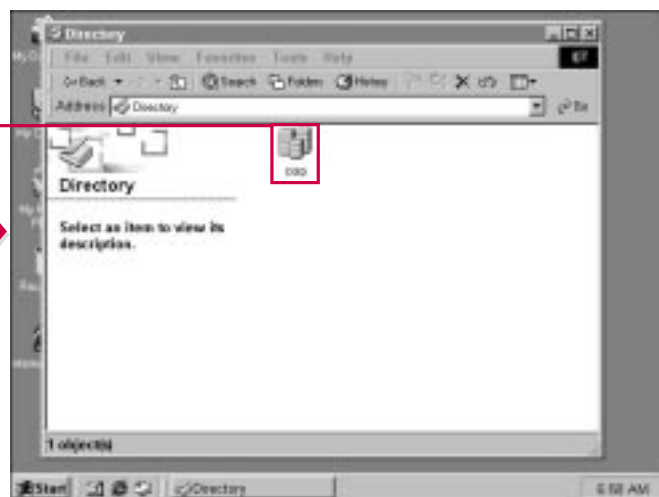 Directory
File Edit View Favorites Tools Help
Back Search Folders History
Address Directory Go
Directory
Select an item to view its
description.
1 object(s)
Start Directory 6:58 AM